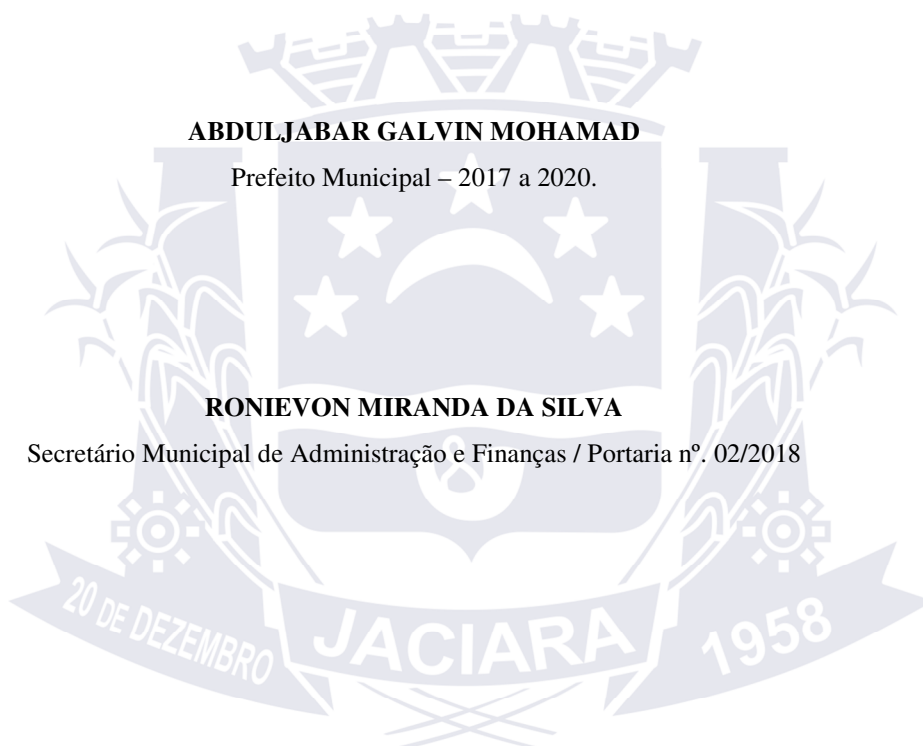 ABDULJABAR GALVIN MOHAMAD
Prefeito Municipal – 2017 a 2020.
RONIEVON MIRANDA DA SILVA
Secretário Municipal de Administração e Finanças / Portaria nº. 02/2018
20 DE DEZEMBRO
JACIARA
1958